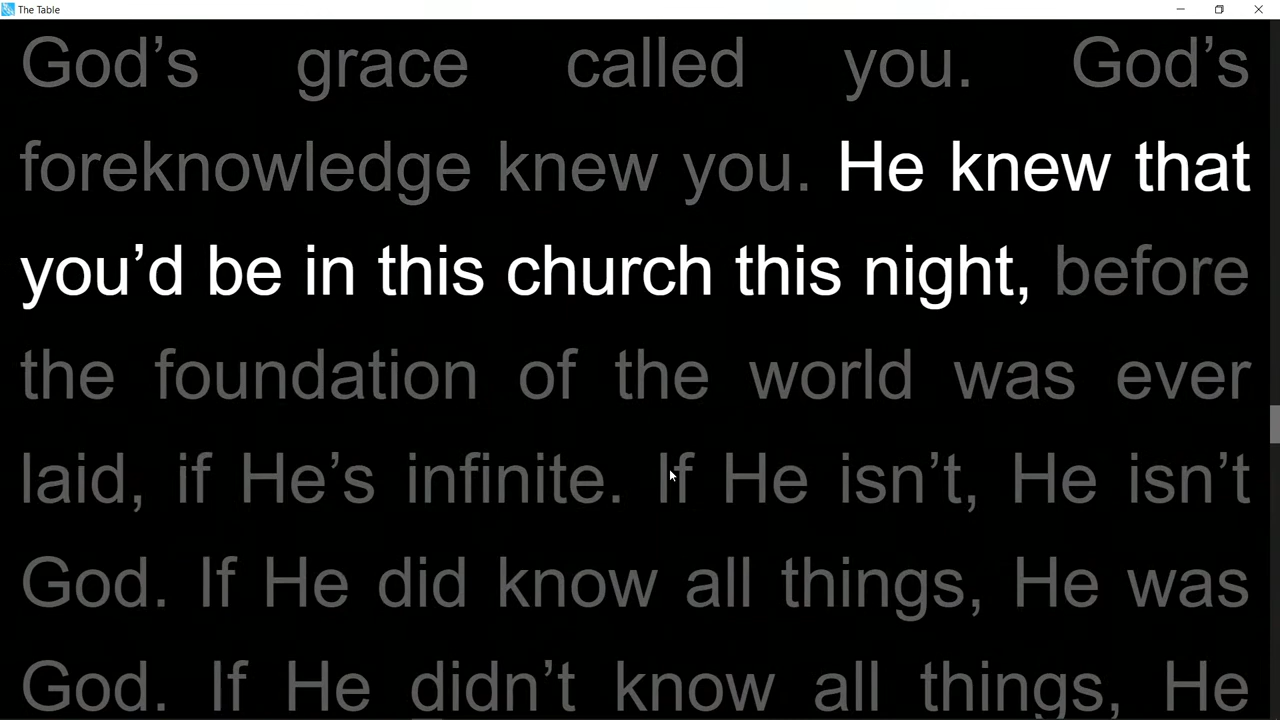 The Table
God’s grace called you. God’s
foreknowledge knew you. He knew that
you’d be in this church this night, before
the foundation of the world was ever
laid, if He’s infinite. If He isn’t, He isn’t
God. If He did know all things, He was
God. If He didn’t know all things, He